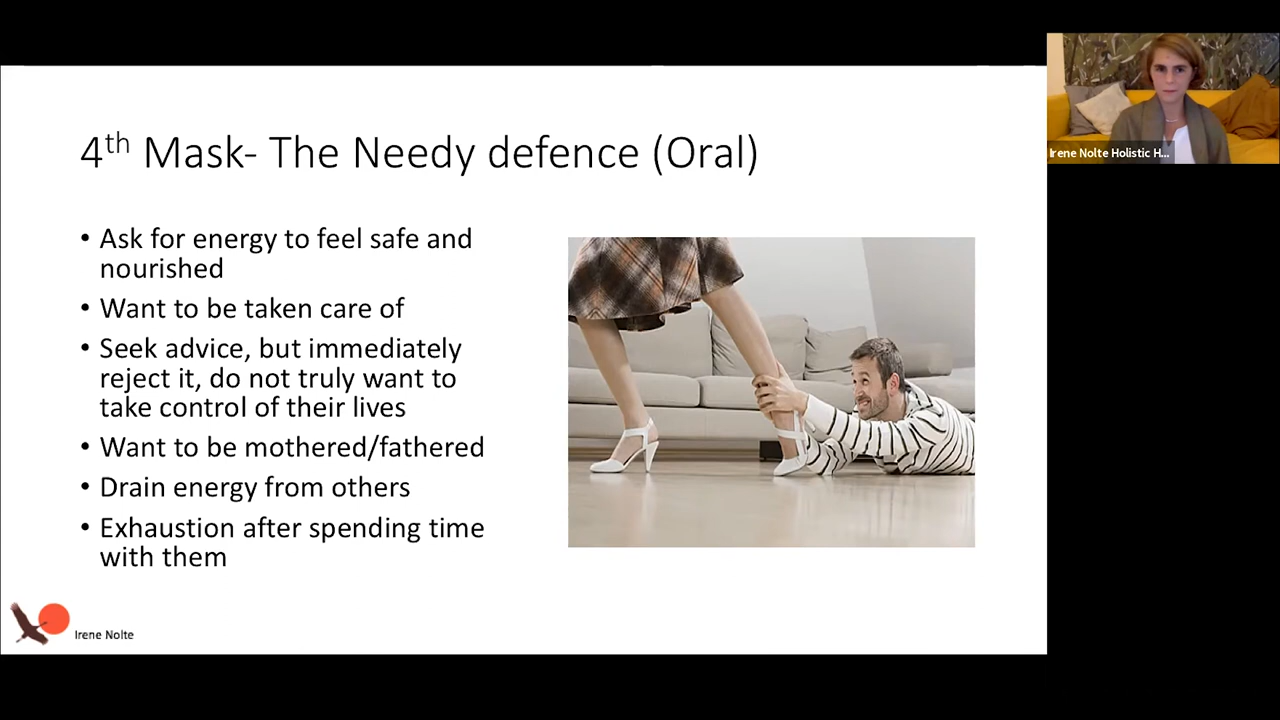 4th Mask- The Needy defence (Oral)
• Ask for energy to feel safe and
nourished
• Want to be taken care of
• Seek advice, but immediately
reject it, do not truly want to
take control of their lives
• Want to be mothered/fathered
• Drain energy from others
• Exhaustion after spending time
with them
Irene Nolte
Irene Nolte Holistic H...